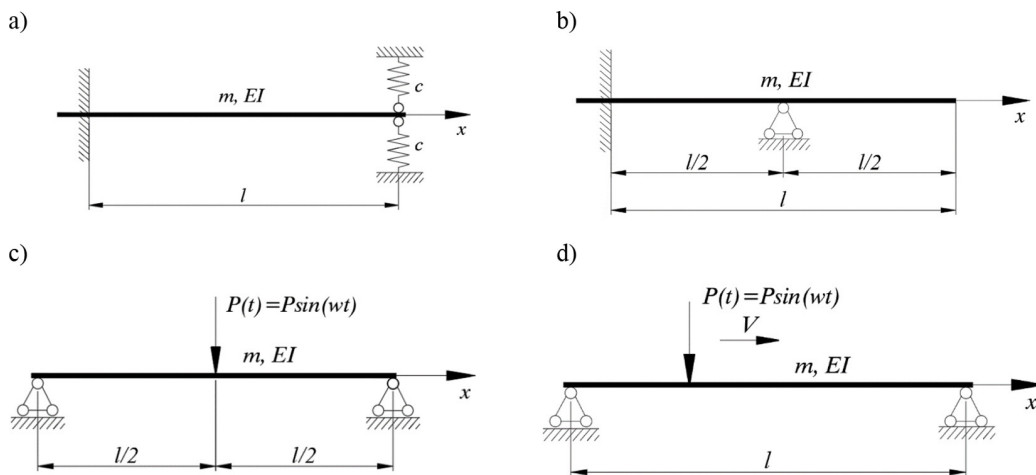 a)
m, EI
c
c
x
l
b)
m, EI
x
l/2
l/2
l
c)
P(t)=Psin(wt)
m, EI
x
l/2
l/2
d)
P(t)=Psin(wt)
V
m, EI
x
l